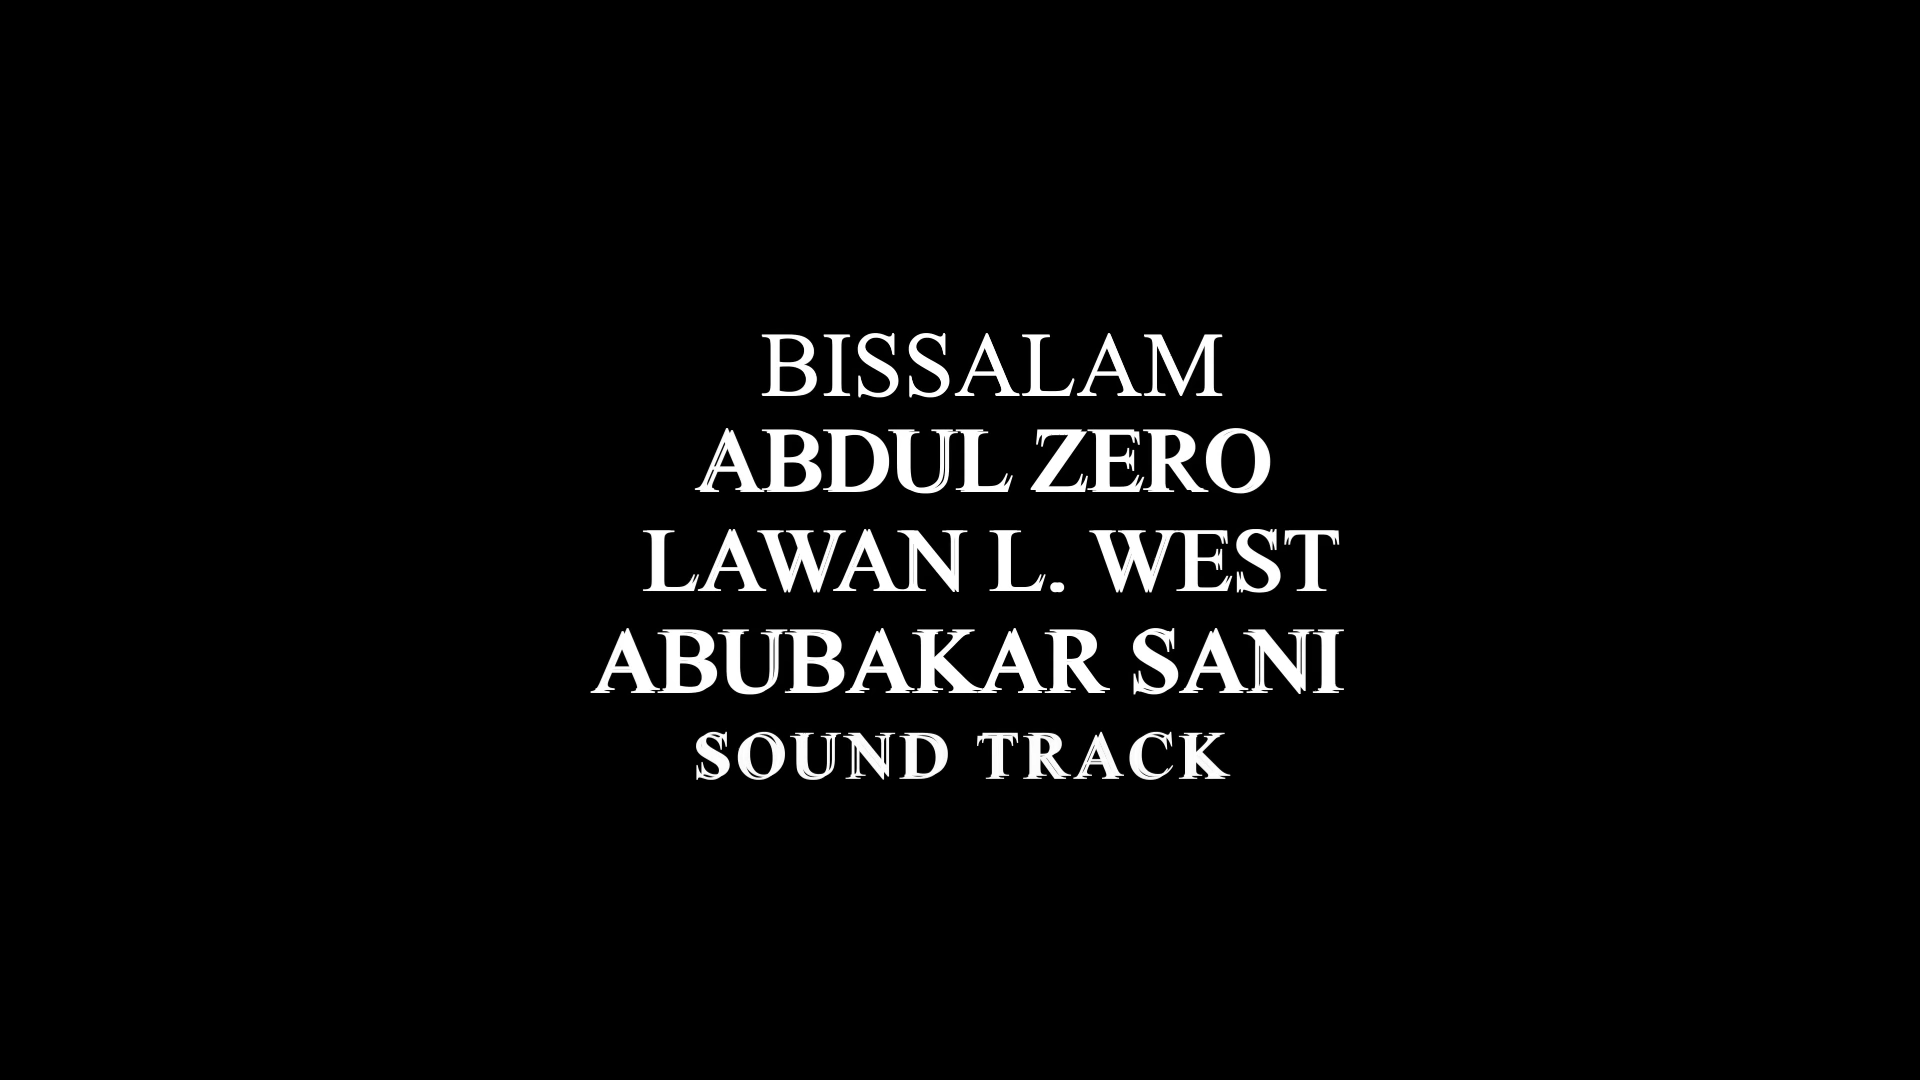 BISSALAM
ABDUL ZERO
LAWAN L. WEST
ABUBAKAR SANI
SOUND TRACK